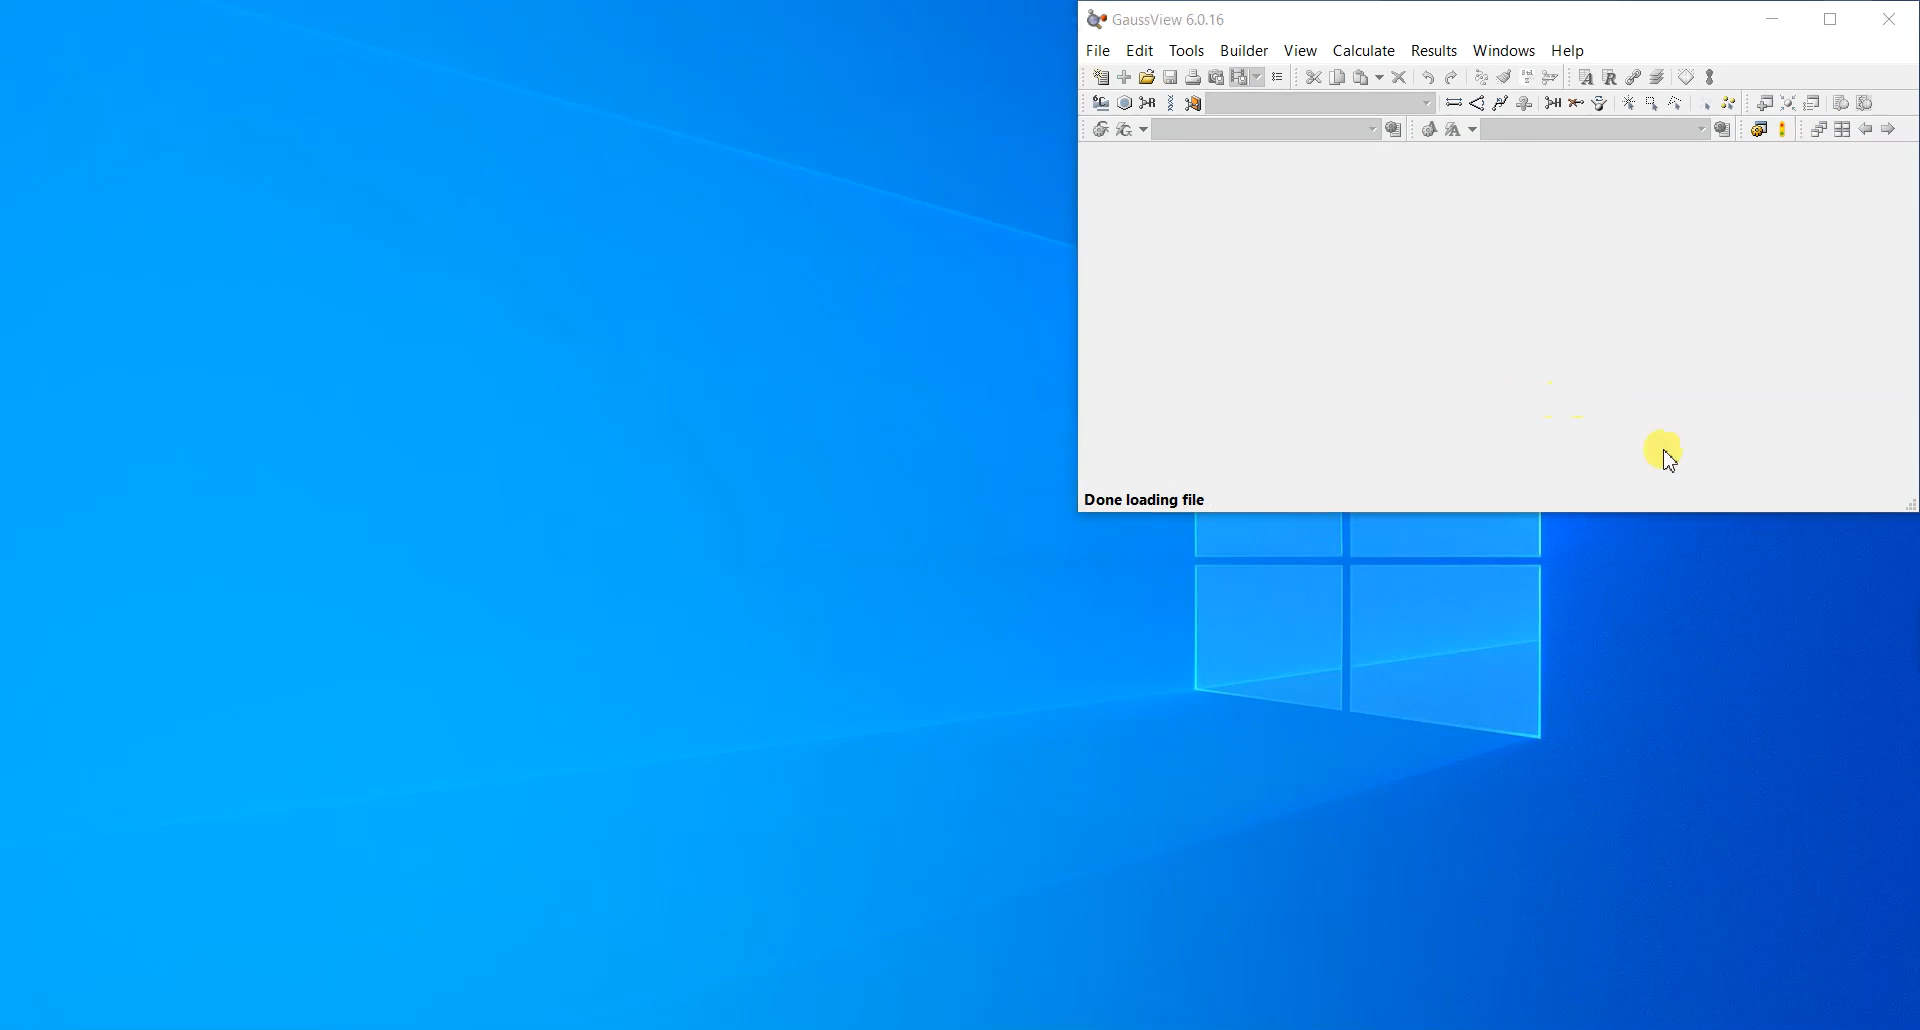 GaussView 6.0.16
File Edit Tools Builder View Calculate Results Windows Help
Done loading file